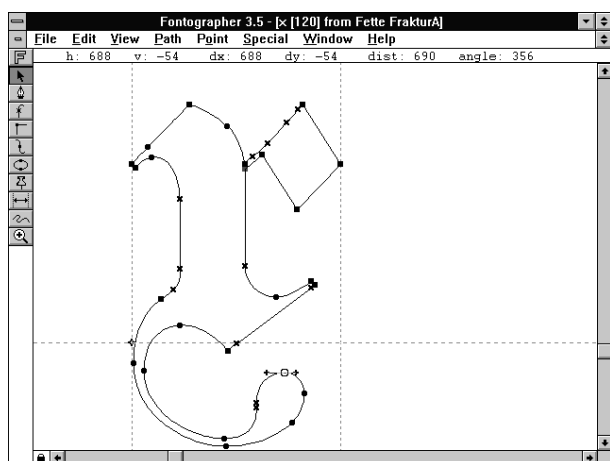 Fontographer 3.5 - [x [120] from Fette FrakturA]
File Edit View Path Point Special Window Help
h: 688 v: -54 dx: 688 dy: -54 dist: 690 angle: 356